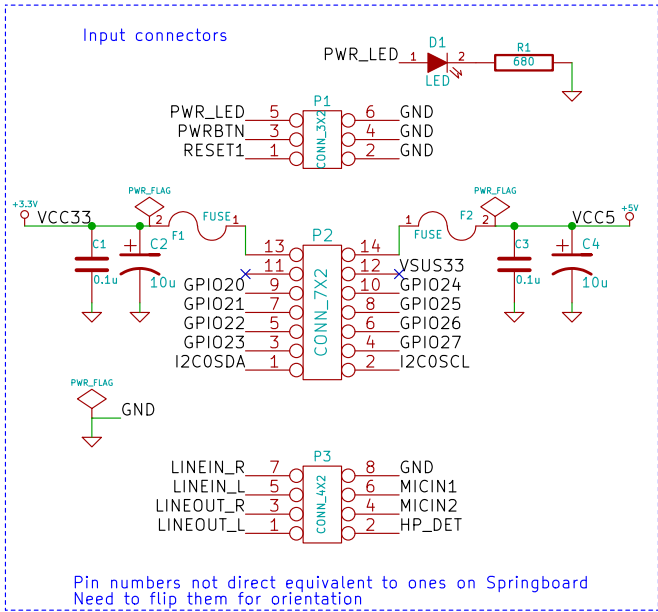 Input connectors
PWR_LED 1 D1 2 R1
LED 680
P1
PWR_LED 5 6 GND
PWRBTN 3 CONN_3X2 4 GND
RESET1 1 2 GND
PWR_FLAG PWR_FLAG
+3.3V +5V
VCC33 2 FUSE 1 1 F2 2 VCC5
F1 FUSE
C1 C2 P2 C3 C4
0.1u 10u 0.1u 10u
13 14
11 12 VSUS33
GPIO20 9 10 GPIO24
GPIO21 7 CONN_7X2 8 GPIO25
GPIO22 5 6 GPIO26
GPIO23 3 4 GPIO27
I2C0SDA 1 2 I2C0SCL
PWR_FLAG
GND
P3
LINEIN_R 7 8 GND
LINEIN_L 5 CONN_4X2 6 MICIN1
LINEOUT_R 3 4 MICIN2
LINEOUT_L 1 2 HP_DET
Pin numbers not direct equivalent to ones on Springboard
Need to flip them for orientation